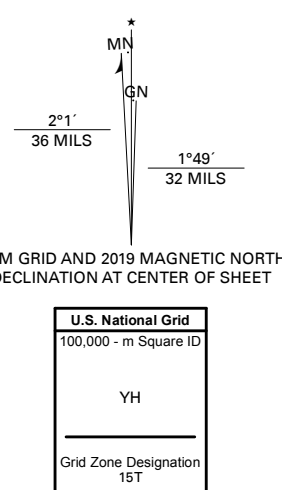 ★
MN
GN
2°1´
36 MILS
1°49´
32 MILS
M GRID AND 2019 MAGNETIC NORTH
DECLINATION AT CENTER OF SHEET
U.S. National Grid
100,000 - m Square ID
YH
Grid Zone Designation
15T